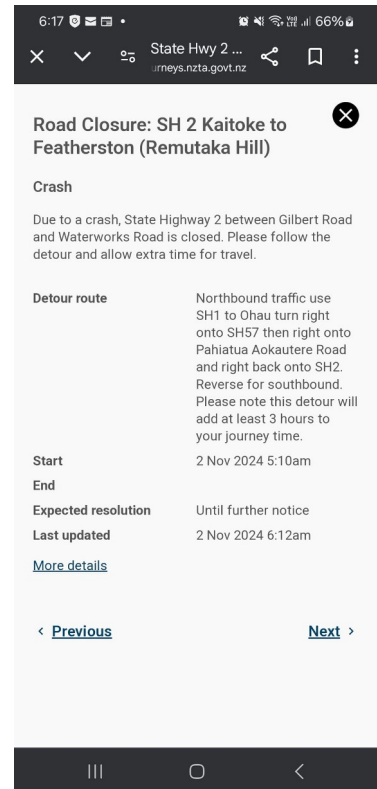 6:17 66%
State Hwy 2 ...
urneys.nzta.govt.nz
Road Closure: SH 2 Kaitoke to
Featherston (Remutaka Hill)
Crash
Due to a crash, State Highway 2 between Gilbert Road
and Waterworks Road is closed. Please follow the
detour and allow extra time for travel.
Detour route Northbound traffic use
SH1 to Ohau turn right
onto SH57 then right onto
Pahiatua Aokautere Road
and right back onto SH2.
Reverse for southbound.
Please note this detour will
add at least 3 hours to
your journey time.
Start 2 Nov 2024 5:10am
End
Expected resolution Until further notice
Last updated 2 Nov 2024 6:12am
More details
< Previous Next >